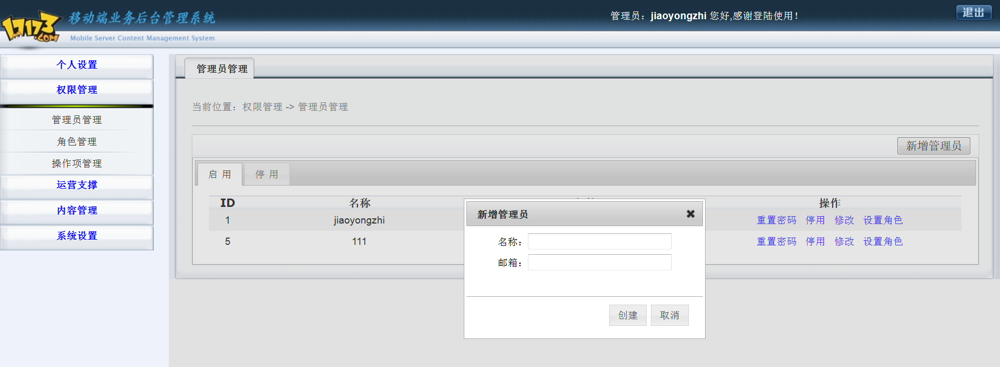 17173.COM
移动端业务后台管理系统
Mobile Server Content Management System
管理员：jiaoyongzhi 您好,感谢登陆使用！
退出
个人设置
权限管理
管理员管理
角色管理
操作项管理
运营支撑
内容管理
系统设置
管理员管理
当前位置：权限管理 -> 管理员管理
新增管理员
启 用 停 用
ID 名称 操作
1 jiaoyongzhi 重置密码 停用 修改 设置角色
5 111 重置密码 停用 修改 设置角色
新增管理员
名称：
邮箱：
创建 取消